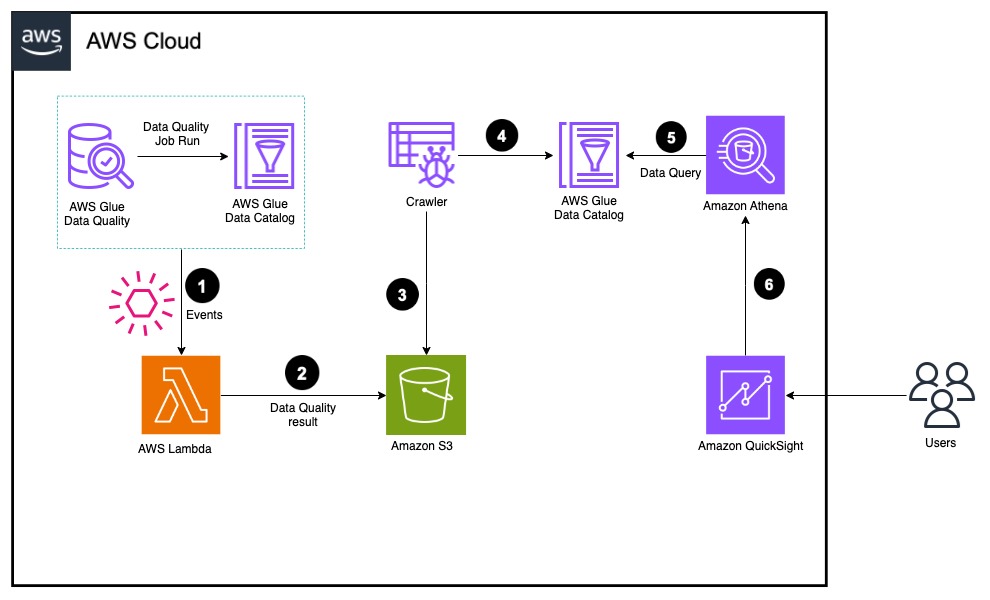 aws
AWS Cloud
Data Quality
Job Run
AWS Glue
Data Quality
AWS Glue
Data Catalog
Crawler
4
AWS Glue
Data Catalog
5
Data Query
Amazon Athena
1
Events
3
6
AWS Lambda
2
Data Quality
result
Amazon S3
Amazon QuickSight
Users